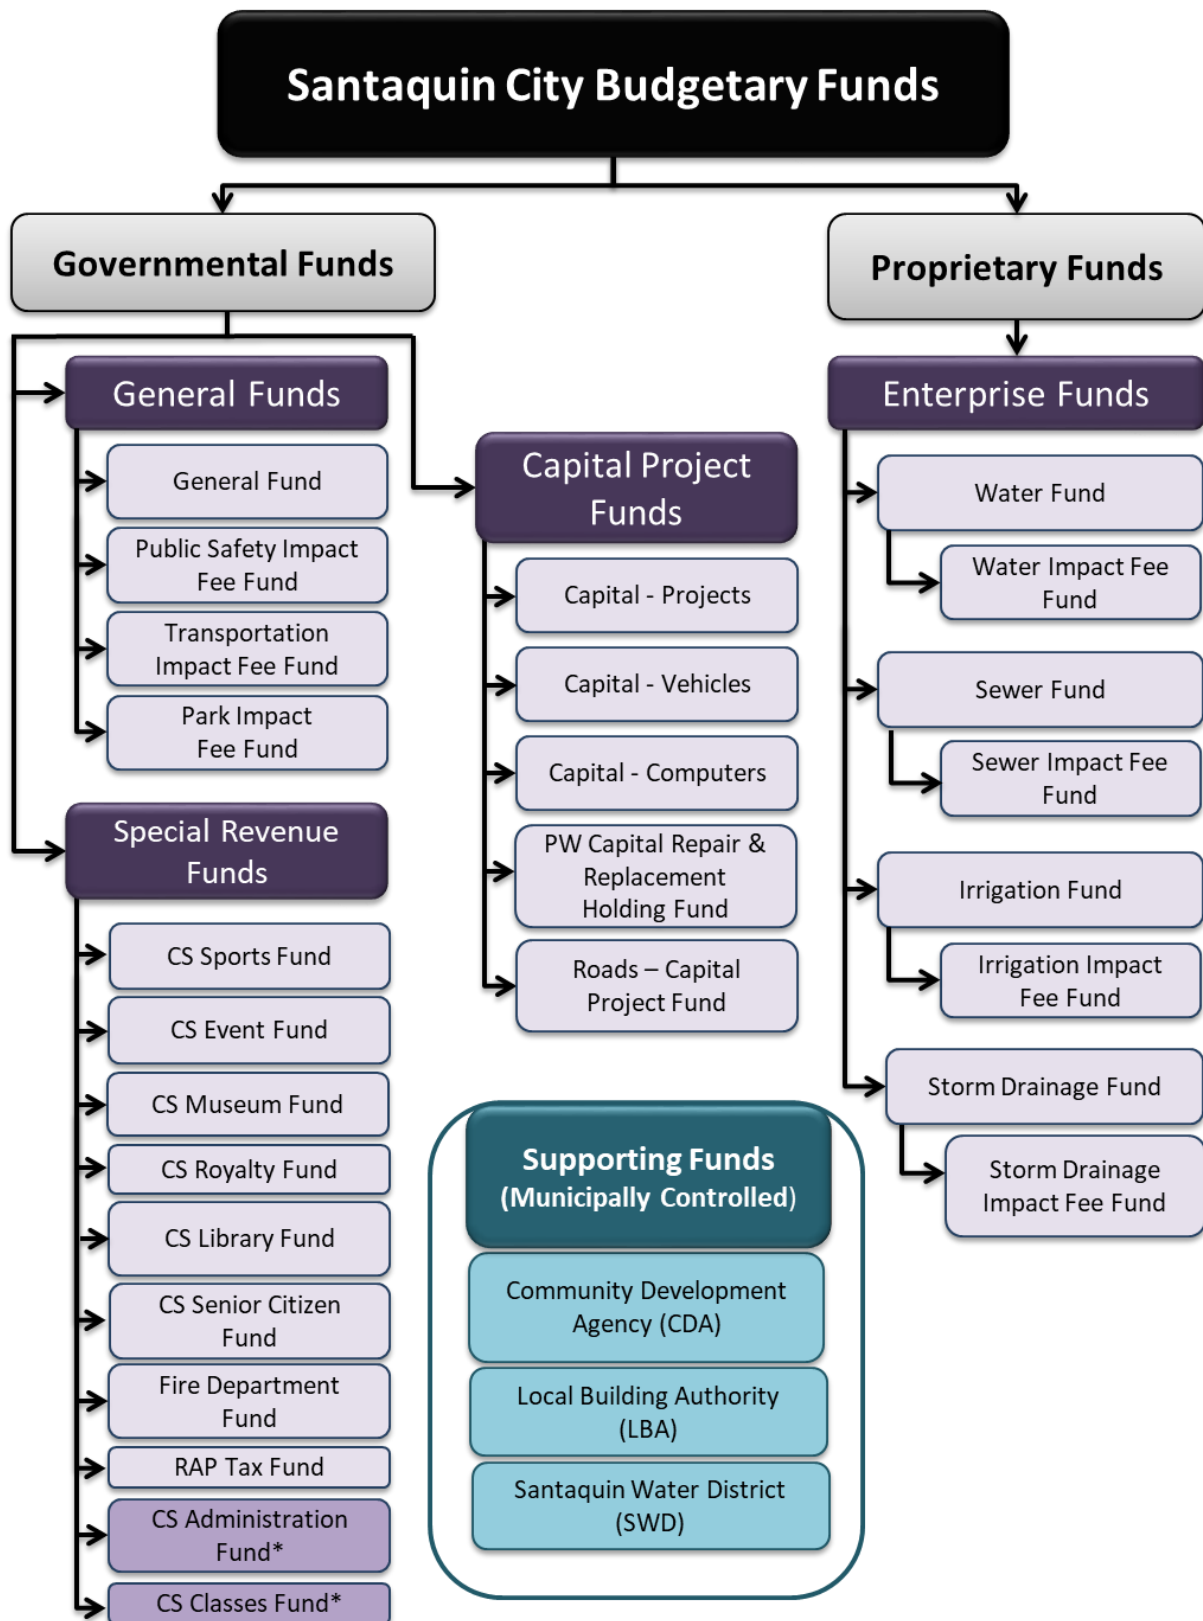 Santaquin City Budgetary Funds
Governmental Funds
General Funds
General Fund
Public Safety Impact
Fee Fund
Transportation
Impact Fee Fund
Park Impact
Fee Fund
Special Revenue
Funds
CS Sports Fund
CS Event Fund
CS Museum Fund
CS Royalty Fund
CS Library Fund
CS Senior Citizen
Fund
Fire Department
Fund
RAP Tax Fund
CS Administration
Fund*
CS Classes Fund*
Capital Project
Funds
Capital - Projects
Capital - Vehicles
Capital - Computers
PW Capital Repair &
Replacement
Holding Fund
Roads – Capital
Project Fund
Supporting Funds
(Municipally Controlled)
Community Development
Agency (CDA)
Local Building Authority
(LBA)
Santaquin Water District
(SWD)
Proprietary Funds
Enterprise Funds
Water Fund
Water Impact Fee
Fund
Sewer Fund
Sewer Impact Fee
Fund
Irrigation Fund
Irrigation Impact
Fee Fund
Storm Drainage Fund
Storm Drainage
Impact Fee Fund